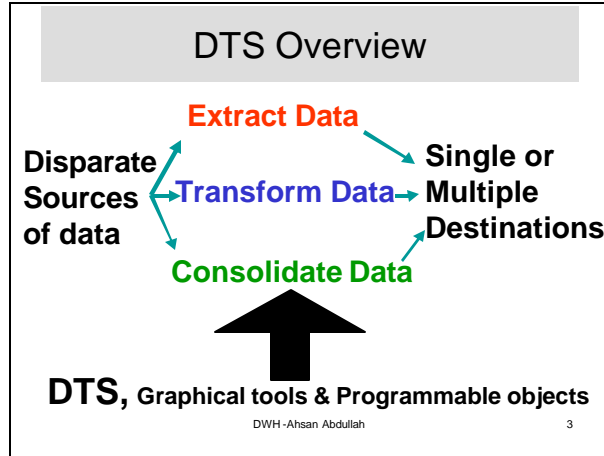 DTS Overview
Extract Data
Disparate
Sources
of data
Transform Data
Consolidate Data
Single or
Multiple
Destinations
DTS, Graphical tools & Programmable objects
DWH -Ahsan Abdullah
3